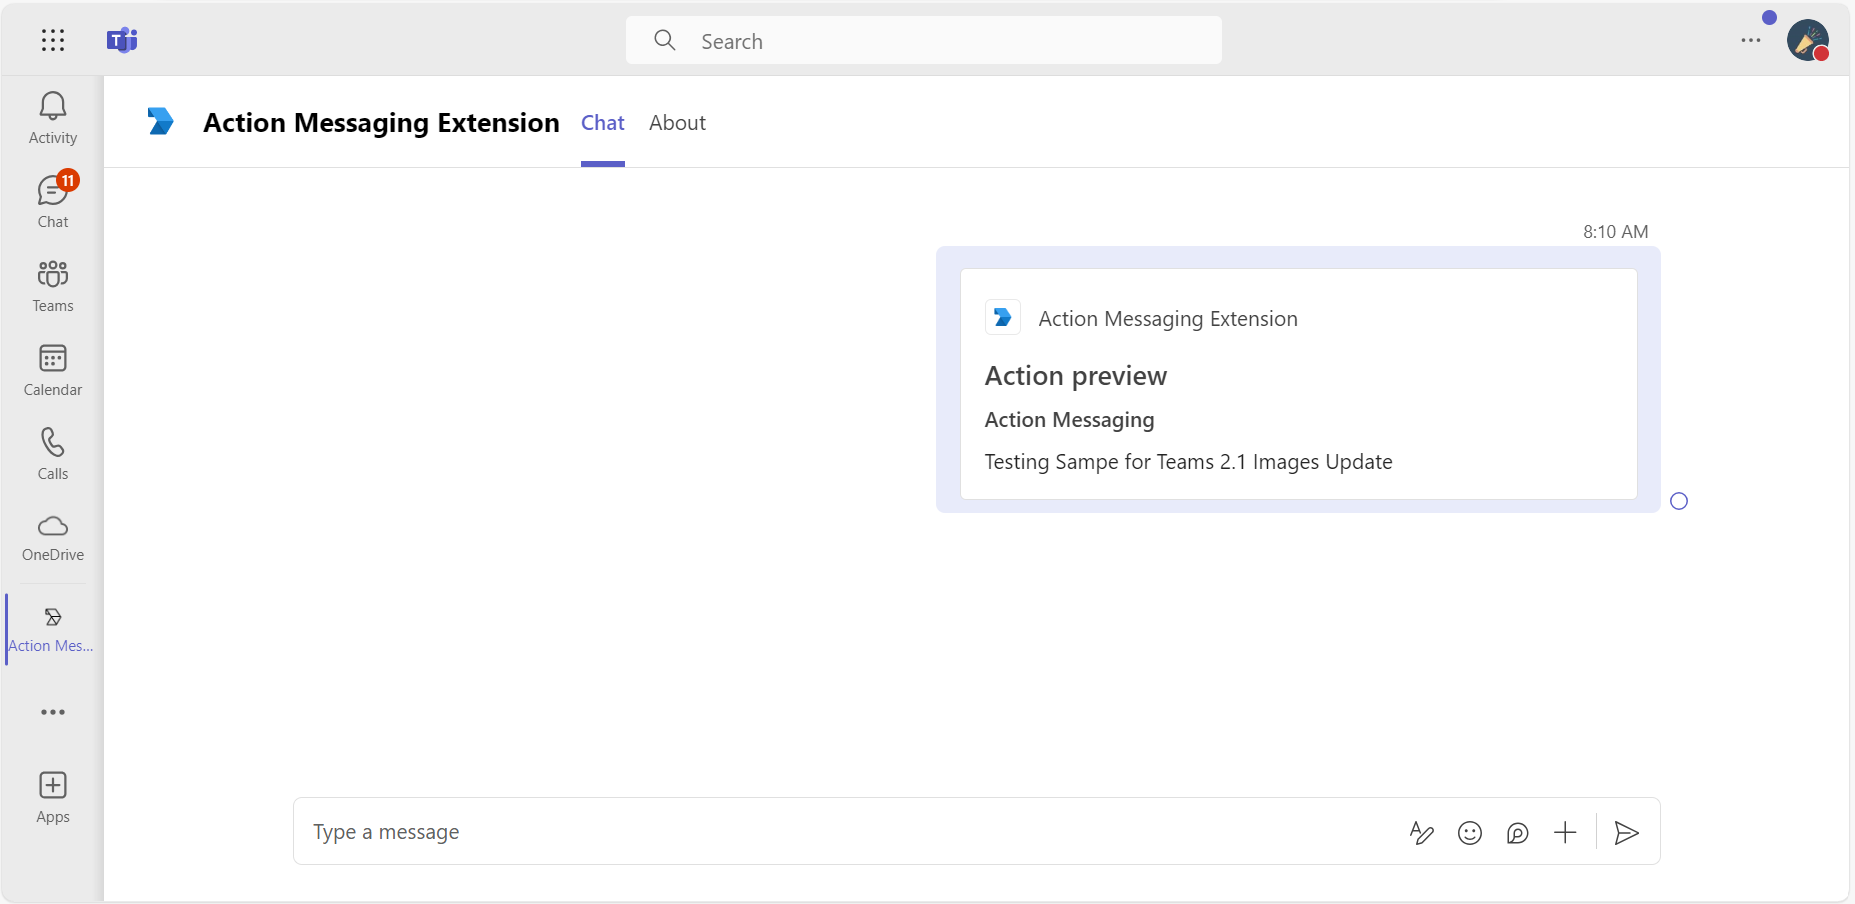 Search
Activity
11
Chat
Teams
Calendar
Calls
OneDrive
Action Mes...
Apps
Action Messaging Extension
Chat
About
8:10 AM
Action Messaging Extension
Action preview
Action Messaging
Testing Sampe for Teams 2.1 Images Update
Type a message